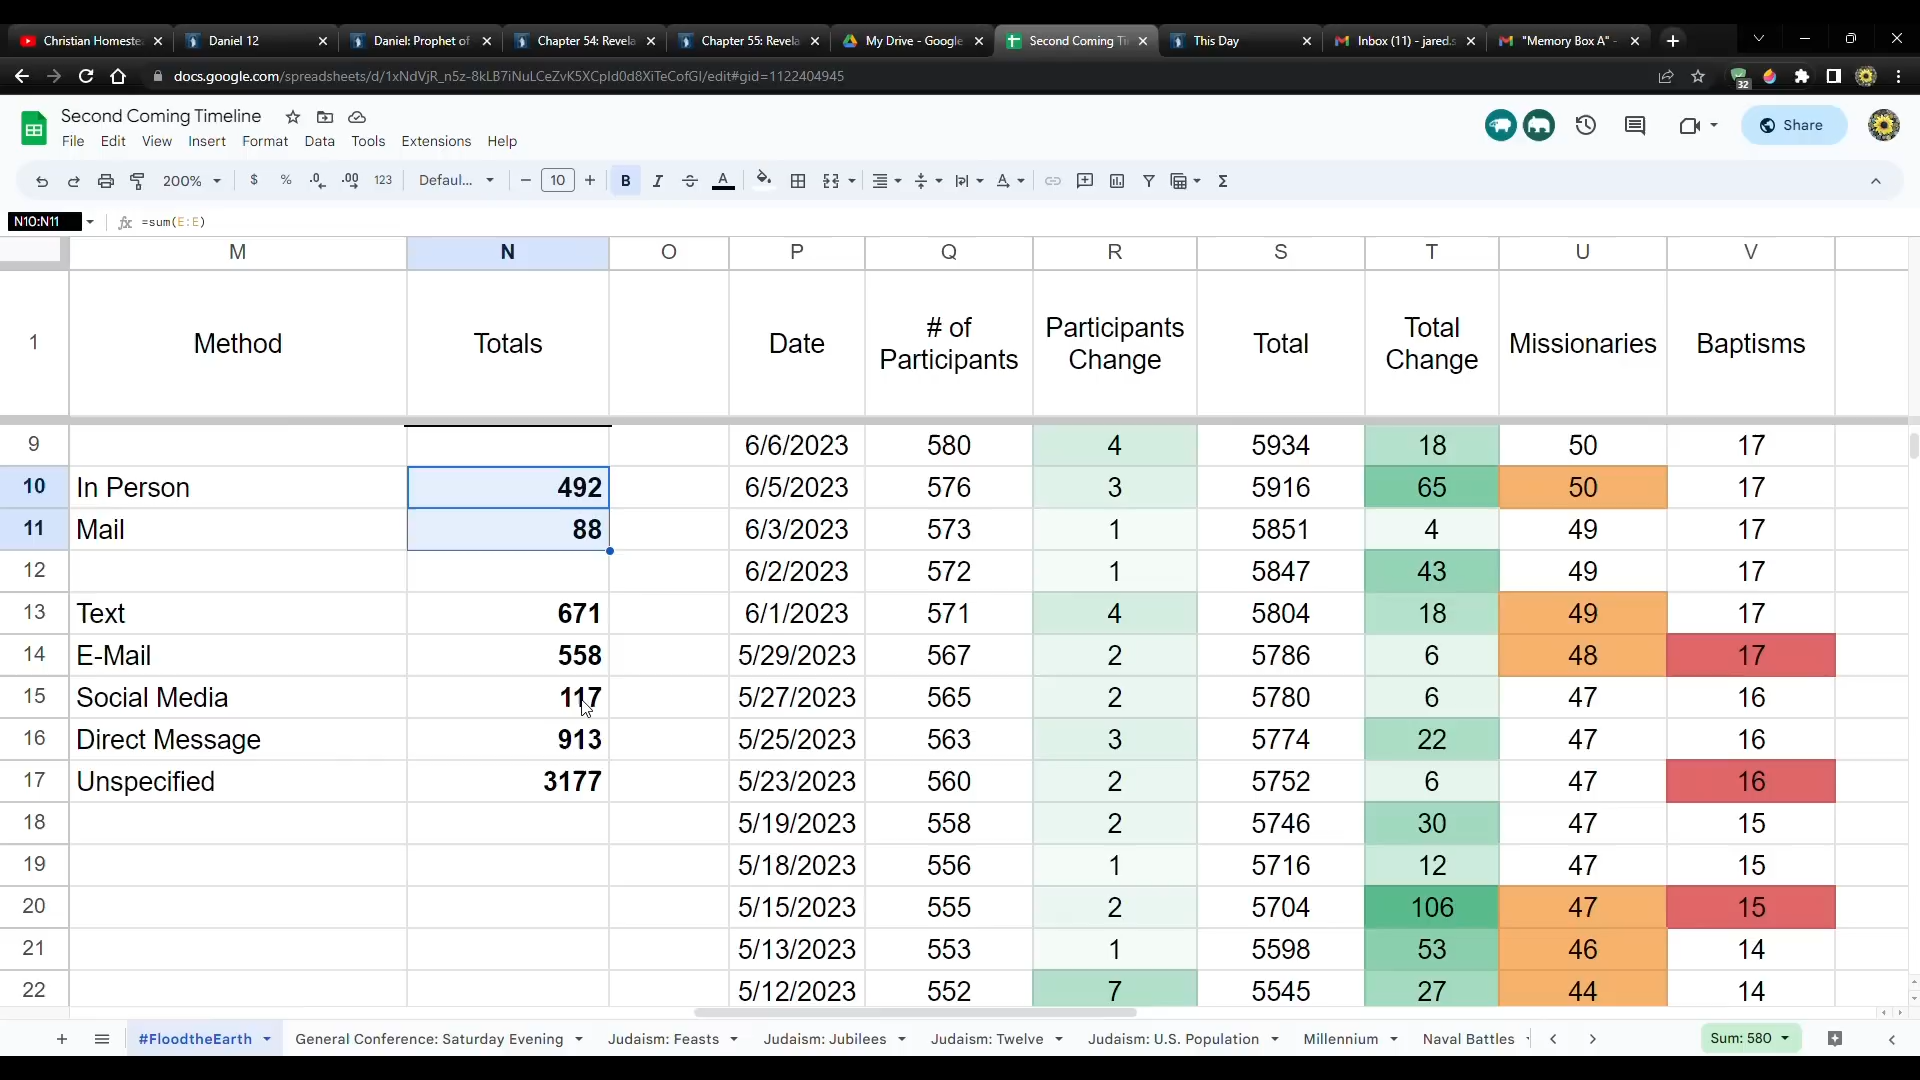 Christian Homeste
Daniel 12
Daniel: Prophet of
Chapter 54: Revela
Chapter 55: Revela
My Drive - Google
Second Coming Ti
This Day
Inbox (11) - jared.s
"Memory Box A" -
docs.google.com/spreadsheets/d/1xNdVjR_n5z-8kLB7iNuLCeZvK5XCpId0d8XiTeCofGI/edit#gid=1122404945
32
Second Coming Timeline
File Edit View Insert Format Data Tools Extensions Help
Share
200% $ % .0 .00 123 Defaul... 10 B I A
N10:N11 fx =sum(E:E)
M N O P Q R S T U V
1 Method Totals Date # of Participants Participants Change Total Total Change Missionaries Baptisms
9 6/6/2023 580 4 5934 18 50 17
10 In Person 492 6/5/2023 576 3 5916 65 50 17
11 Mail 88 6/3/2023 573 1 5851 4 49 17
12 6/2/2023 572 1 5847 43 49 17
13 Text 671 6/1/2023 571 4 5804 18 49 17
14 E-Mail 558 5/29/2023 567 2 5786 6 48 17
15 Social Media 117 5/27/2023 565 2 5780 6 47 16
16 Direct Message 913 5/25/2023 563 3 5774 22 47 16
17 Unspecified 3177 5/23/2023 560 2 5752 6 47 16
18 5/19/2023 558 2 5746 30 47 15
19 5/18/2023 556 1 5716 12 47 15
20 5/15/2023 555 2 5704 106 47 15
21 5/13/2023 553 1 5598 53 46 14
22 5/12/2023 552 7 5545 27 44 14
#FloodtheEarth General Conference: Saturday Evening Judaism: Feasts Judaism: Jubilees Judaism: Twelve Judaism: U.S. Population Millennium Naval Battles Sum: 580